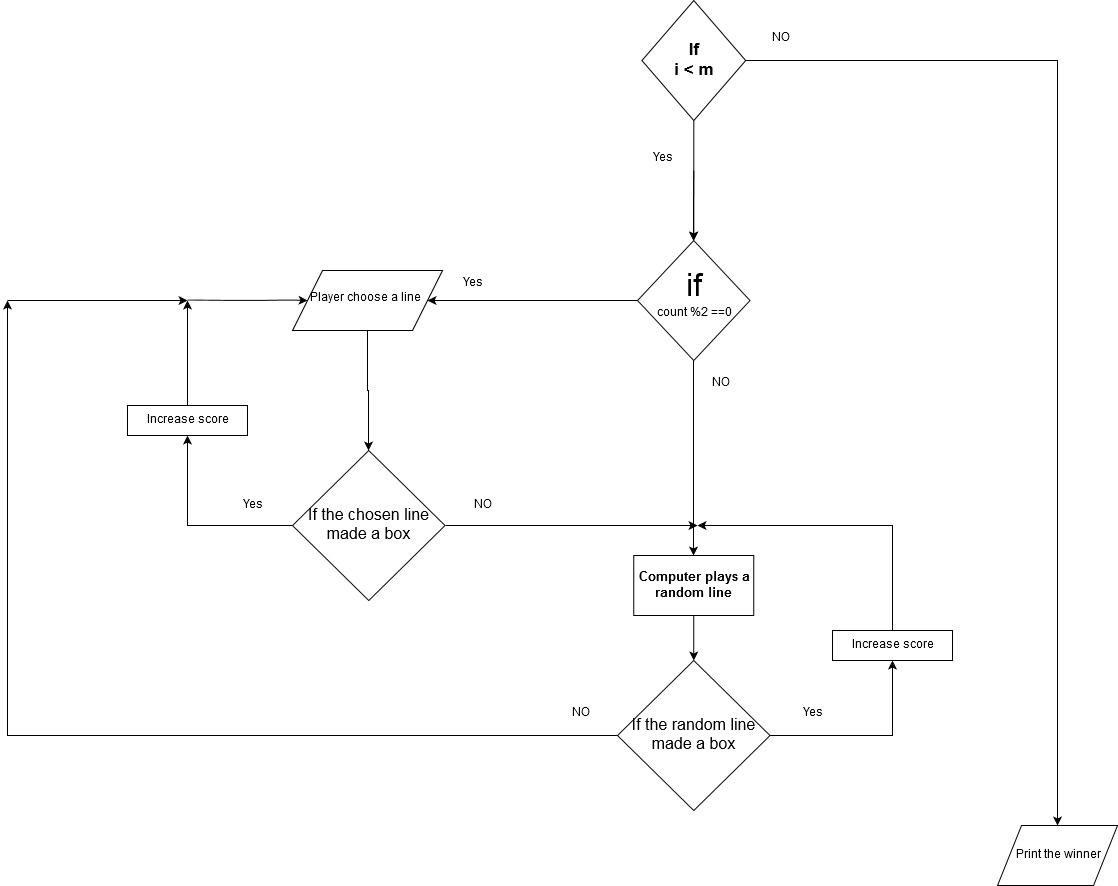 If
i < m
NO
Yes
if
count %2 ==0
Yes
Player choose a line
NO
Increase score
Yes
If the chosen line
made a box
NO
Computer plays a
random line
Increase score
NO
If the random line
made a box
Yes
Print the winner